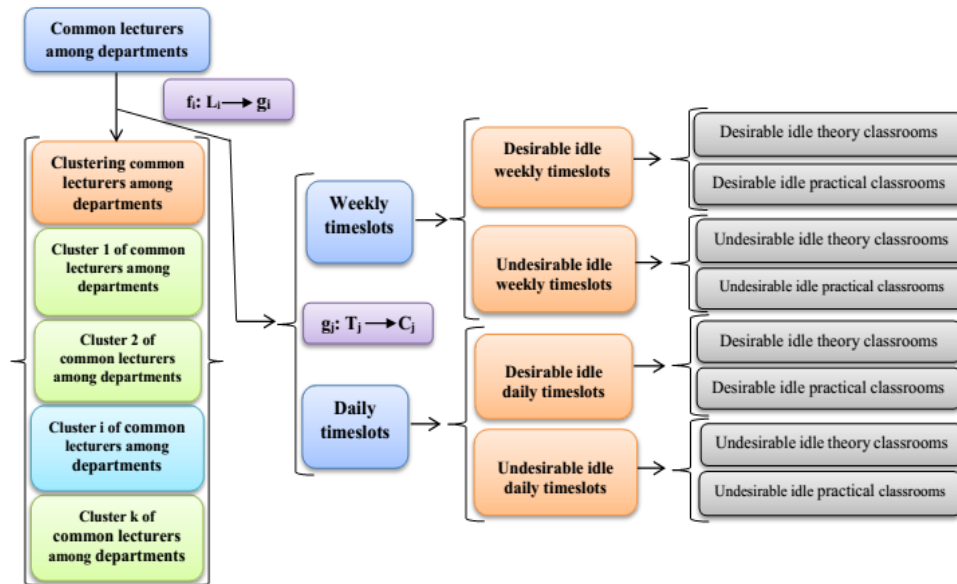 Common lecturers
among departments
fᵢ: Lᵢ → gᵢ
Clustering common
lecturers among
departments
Cluster 1 of common
lecturers among
departments
Cluster 2 of
common lecturers
among departments
Cluster i of common
lecturers among
departments
Cluster k of
common lecturers
among departments
Weekly
timeslots
gⱼ: Tⱼ → Cⱼ
Daily
timeslots
Desirable idle
weekly timeslots
Undesirable idle
weekly timeslots
Desirable idle
daily timeslots
Undesirable idle
daily timeslots
Desirable idle theory classrooms
Desirable idle practical classrooms
Undesirable idle theory classrooms
Undesirable idle practical classrooms
Desirable idle theory classrooms
Desirable idle practical classrooms
Undesirable idle theory classrooms
Undesirable idle practical classrooms